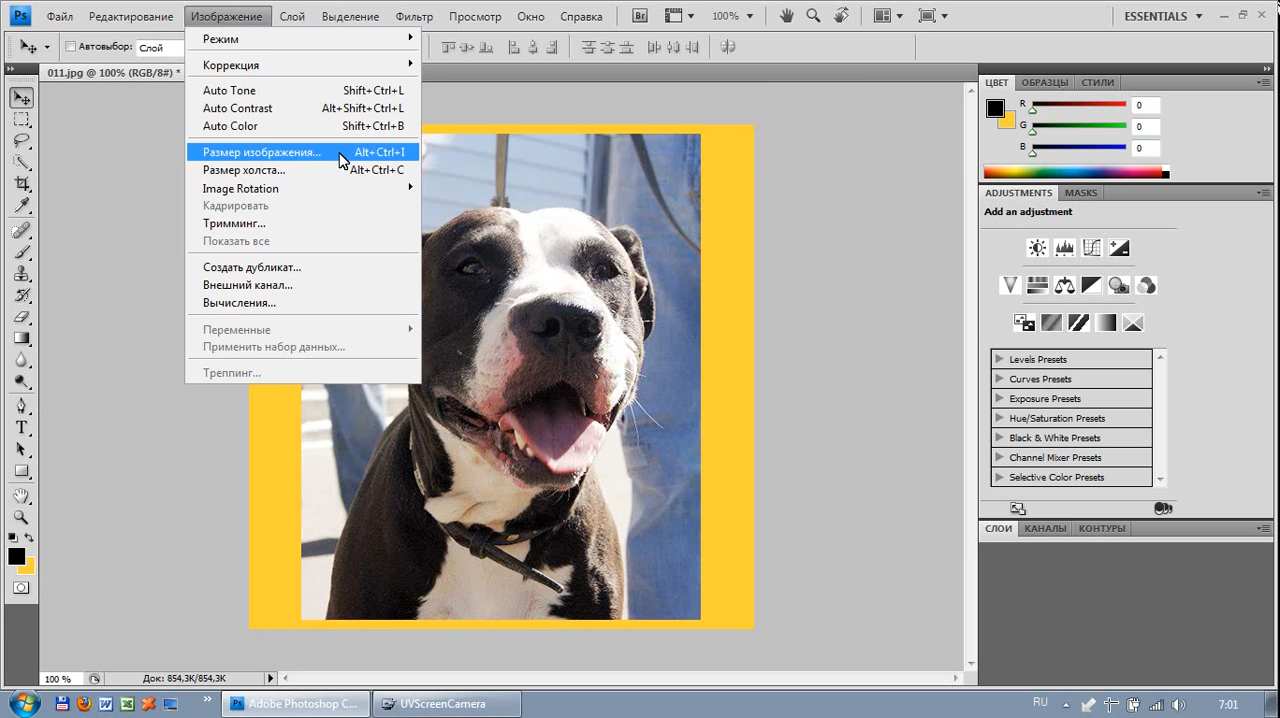 Ps Файл Редактирование Изображение Слой Выделение Фильтр Просмотр Окно Справка Br 100% ESSENTIALS
Автовыбор: Слой
011.jpg @ 100% (RGB/8#) *
Режим
Коррекция
Auto Tone Shift+Ctrl+L
Auto Contrast Alt+Shift+Ctrl+L
Auto Color Shift+Ctrl+B
Размер изображения... Alt+Ctrl+I
Размер холста... Alt+Ctrl+C
Image Rotation
Кадрировать
Тримминг...
Показать все
Создать дубликат...
Внешний канал...
Вычисления...
Переменные
Применить набор данных...
Треппинг...
ЦВЕТ ОБРАЗЦЫ СТИЛИ
R 0
G 0
B 0
ADJUSTMENTS MASKS
Add an adjustment
Levels Presets
Curves Presets
Exposure Presets
Hue/Saturation Presets
Black & White Presets
Channel Mixer Presets
Selective Color Presets
СЛОИ КАНАЛЫ КОНТУРЫ
100 % Док: 854,3K/854,3K
Ps Adobe Photoshop C... UVScreenCamera RU 7:01